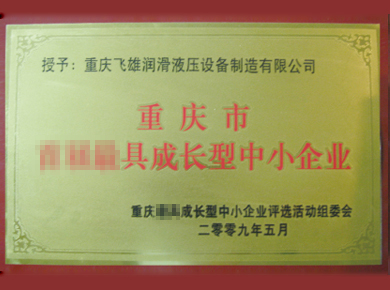 授予：重庆飞雄润滑液压设备制造有限公司
重庆市
具成长型中小企业
重庆 成长型中小企业评选活动组委会
二零零九年五月